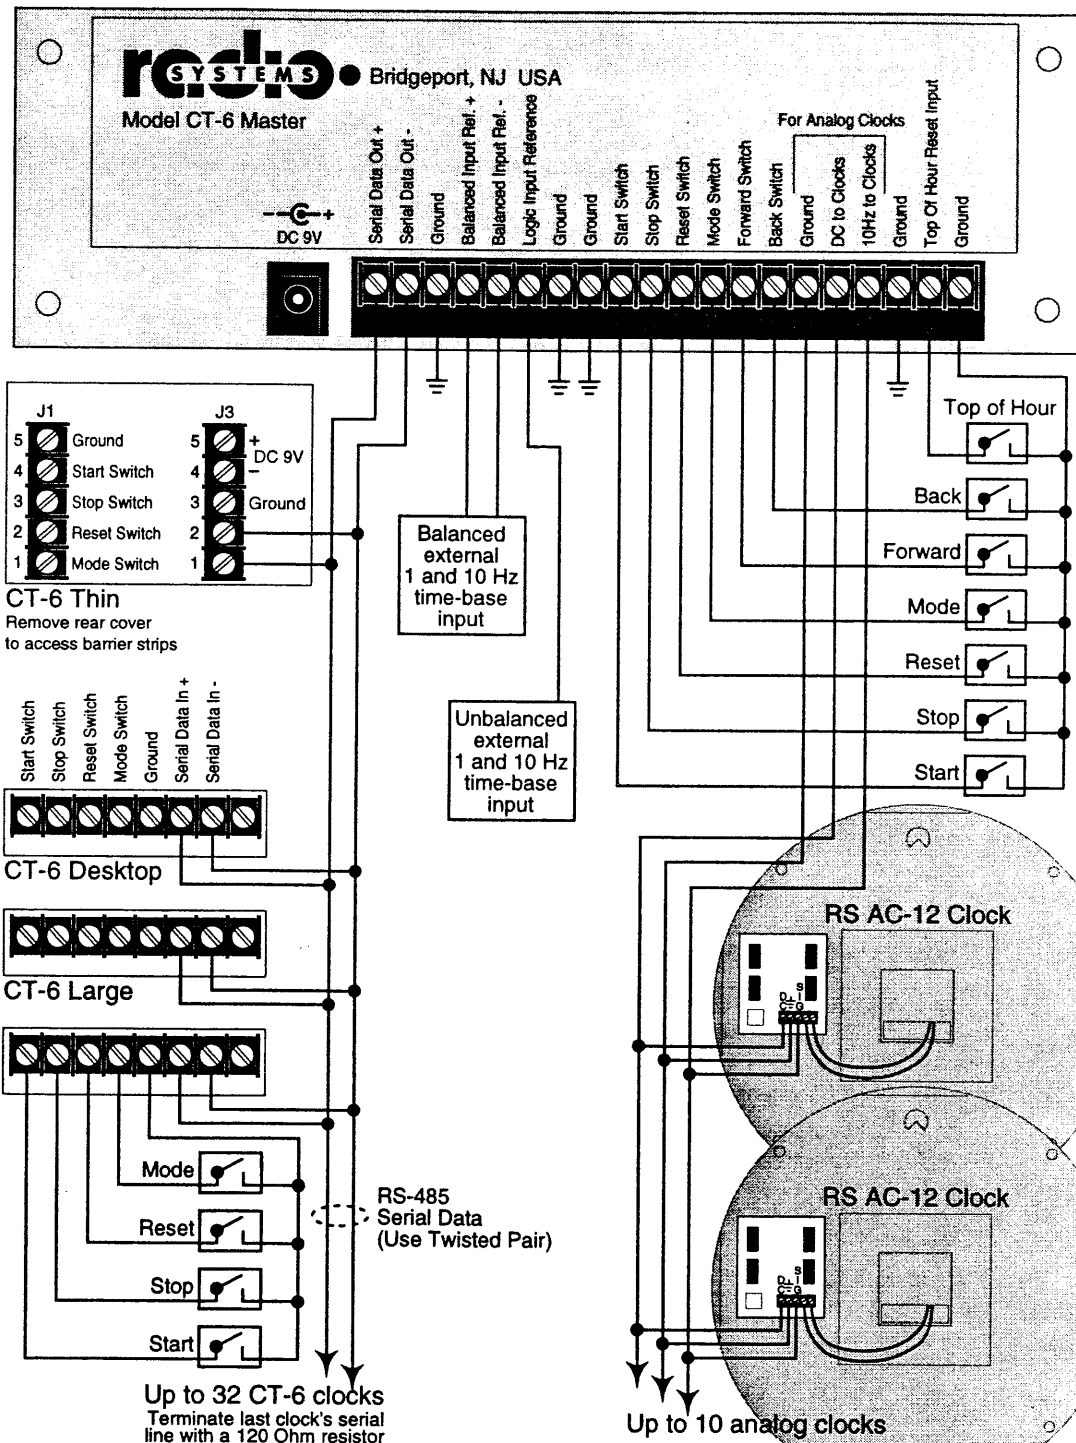 radio
SYSTEMS
Bridgeport, NJ USA
Model CT-6 Master
- +
DC 9V
Serial Data Out +
Serial Data Out -
Ground
Balanced Input Ref. +
Balanced Input Ref. -
Logic Input Reference
Ground
Ground
Start Switch
Stop Switch
Reset Switch
Mode Switch
Forward Switch
Back Switch
For Analog Clocks
Ground
DC to Clocks
10Hz to Clocks
Ground
Top Of Hour Reset Input
Ground
J1
5 Ground
4 Start Switch
3 Stop Switch
2 Reset Switch
1 Mode Switch
J3
5 +
DC 9V
4 –
3 Ground
2
1
CT-6 Thin
Remove rear cover
to access barrier strips
Balanced
external
1 and 10 Hz
time-base
input
Unbalanced
external
1 and 10 Hz
time-base
input
Top of Hour
Back
Forward
Mode
Reset
Stop
Start
Start Switch
Stop Switch
Reset Switch
Mode Switch
Ground
Serial Data In +
Serial Data In -
CT-6 Desktop
CT-6 Large
Mode
Reset
Stop
Start
RS-485
Serial Data
(Use Twisted Pair)
Up to 32 CT-6 clocks
Terminate last clock's serial
line with a 120 Ohm resistor
RS AC-12 Clock
S
D I
C G
RS AC-12 Clock
S
D I
C G
Up to 10 analog clocks